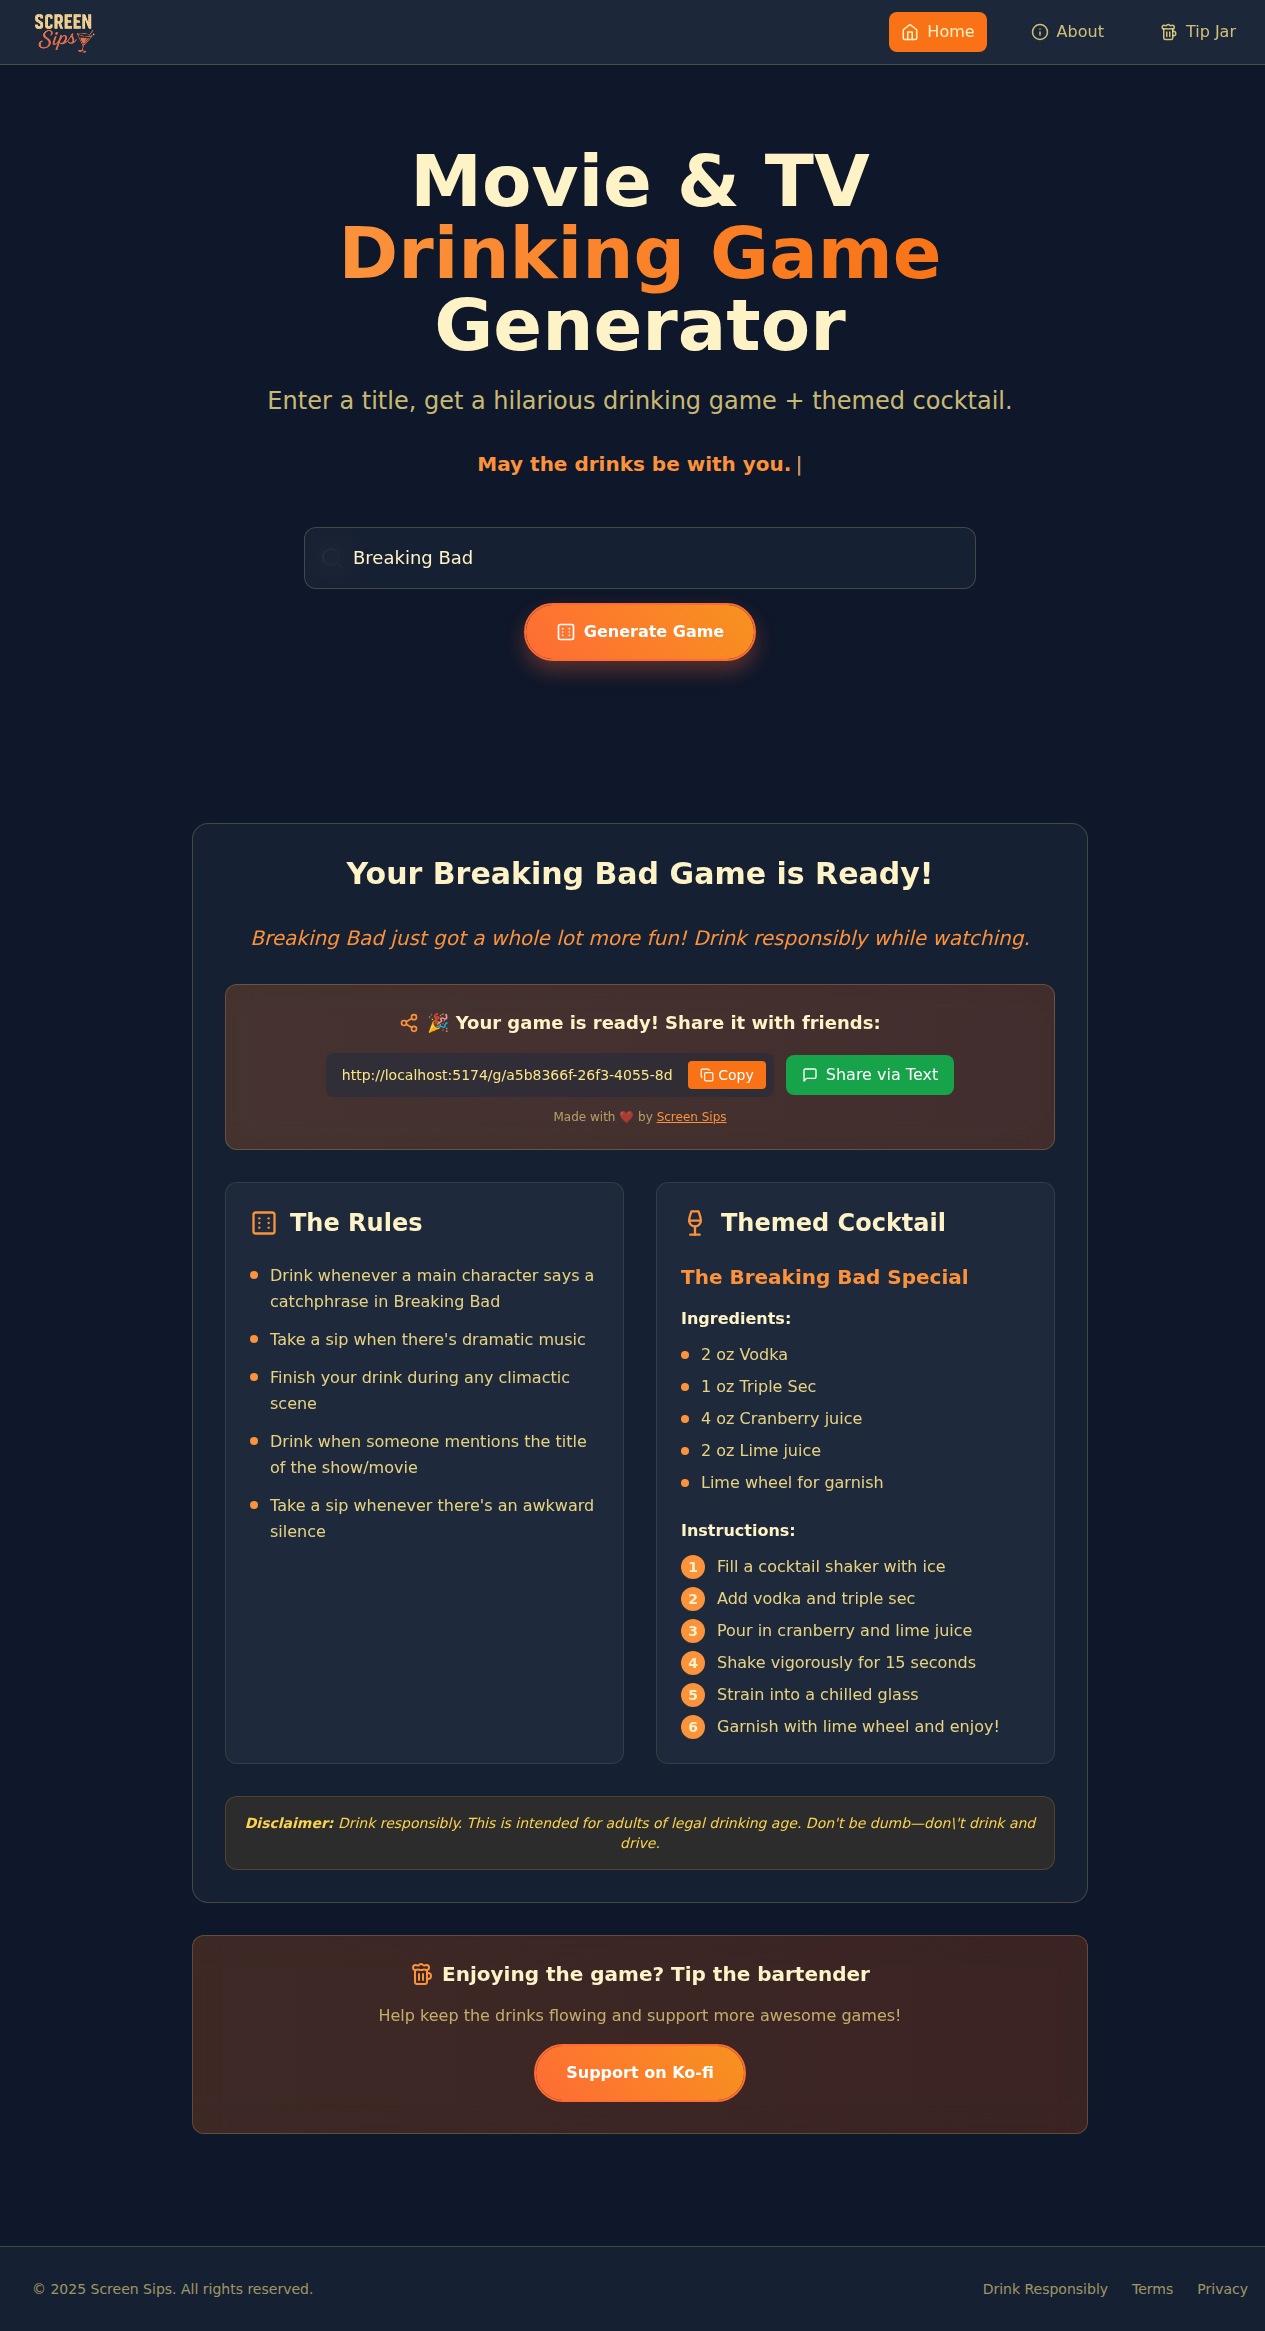 SCREEN
Sips
Home
About
Tip Jar
Movie & TV
Drinking Game
Generator
Enter a title, get a hilarious drinking game + themed cocktail.
May the drinks be with you.|
Breaking Bad
Generate Game
Your Breaking Bad Game is Ready!
Breaking Bad just got a whole lot more fun! Drink responsibly while watching.
🎉 Your game is ready! Share it with friends:
http://localhost:5174/g/a5b8366f-26f3-4055-8d
Copy
Share via Text
Made with ❤️ by Screen Sips
The Rules
Drink whenever a main character says a
catchphrase in Breaking Bad
Take a sip when there's dramatic music
Finish your drink during any climactic
scene
Drink when someone mentions the title
of the show/movie
Take a sip whenever there's an awkward
silence
Themed Cocktail
The Breaking Bad Special
Ingredients:
2 oz Vodka
1 oz Triple Sec
4 oz Cranberry juice
2 oz Lime juice
Lime wheel for garnish
Instructions:
1 Fill a cocktail shaker with ice
2 Add vodka and triple sec
3 Pour in cranberry and lime juice
4 Shake vigorously for 15 seconds
5 Strain into a chilled glass
6 Garnish with lime wheel and enjoy!
Disclaimer: Drink responsibly. This is intended for adults of legal drinking age. Don't be dumb—don\'t drink and
drive.
Enjoying the game? Tip the bartender
Help keep the drinks flowing and support more awesome games!
Support on Ko-fi
© 2025 Screen Sips. All rights reserved.
Drink Responsibly
Terms
Privacy